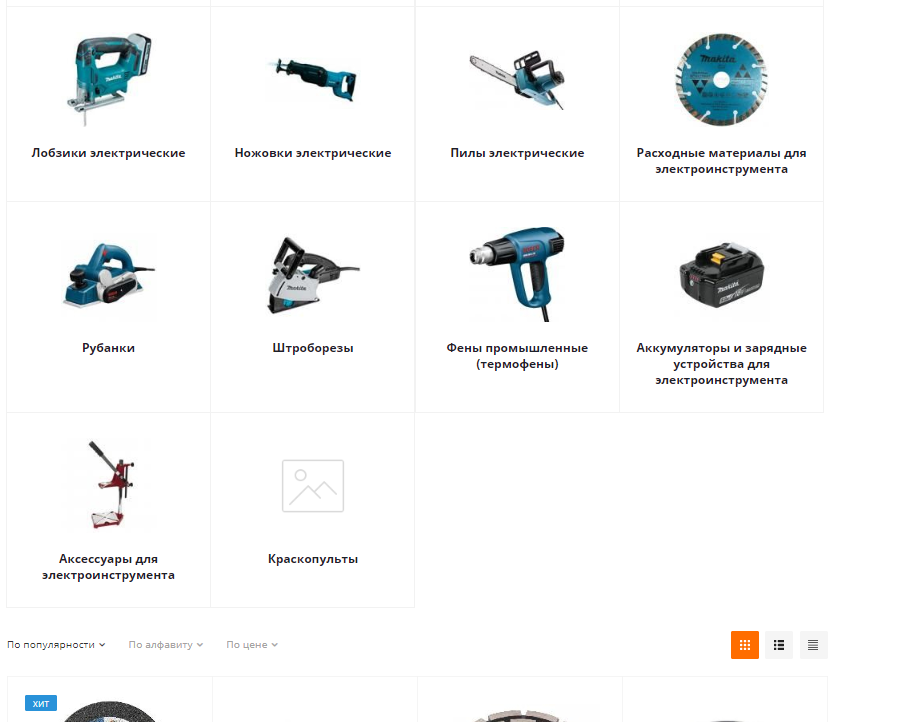 Лобзики электрические
Ножовки электрические
Пилы электрические
Makita
Расходные материалы для
электроинструмента
Рубанки
Штроборезы
Фены промышленные
(термофены)
Аккумуляторы и зарядные
устройства для
электроинструмента
Аксессуары для
электроинструмента
Краскопульты
По популярности
По алфавиту
По цене
ХИТ